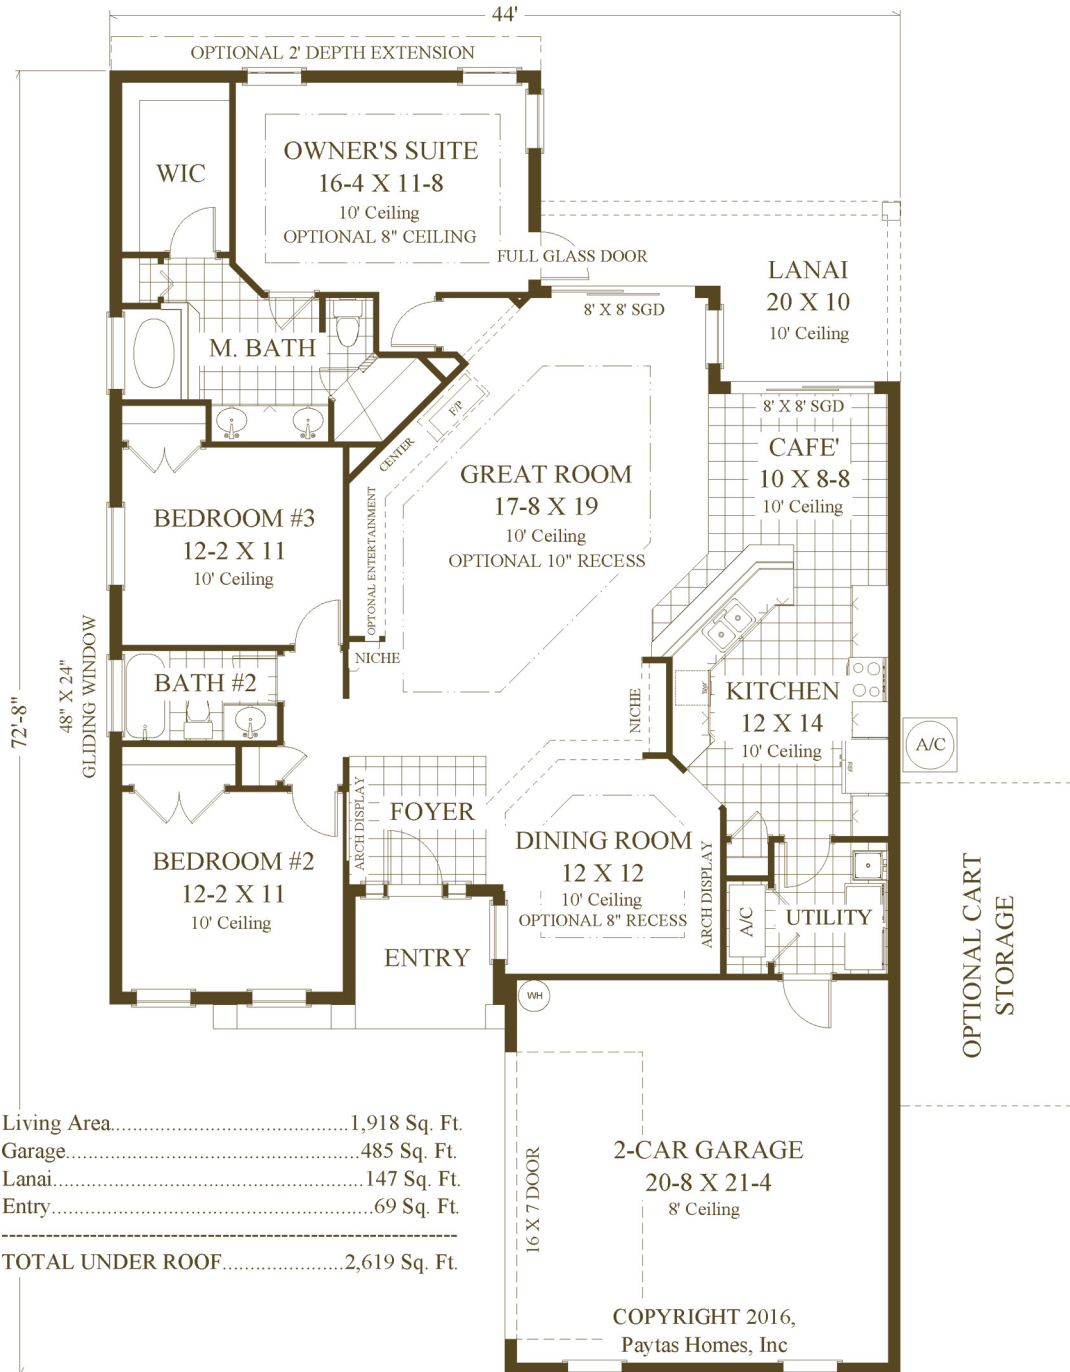 44'
OPTIONAL 2' DEPTH EXTENSION
OWNER'S SUITE
16-4 X 11-8
10' Ceiling
OPTIONAL 8" CEILING
WIC
FULL GLASS DOOR
LANAI
20 X 10
10' Ceiling
8' X 8' SGD
M. BATH
F/P
8' X 8' SGD
CAFE'
10 X 8-8
10' Ceiling
CENTER
OPTIONAL ENTERTAINMENT
GREAT ROOM
17-8 X 19
10' Ceiling
OPTIONAL 10" RECESS
BEDROOM #3
12-2 X 11
10' Ceiling
NICHE
72'-8"
48" X 24"
GLIDING WINDOW
BATH #2
NICHE
KITCHEN
12 X 14
10' Ceiling
A/C
FOYER
ARCH DISPLAY
DINING ROOM
12 X 12
10' Ceiling
OPTIONAL 8" RECESS
ARCH DISPLAY
BEDROOM #2
12-2 X 11
10' Ceiling
A/C
UTILITY
ENTRY
OPTIONAL CART
STORAGE
WH
2-CAR GARAGE
20-8 X 21-4
8' Ceiling
16 X 7 DOOR
Living Area......................................1,918 Sq. Ft.
Garage...............................................485 Sq. Ft.
Lanai..................................................147 Sq. Ft.
Entry....................................................69 Sq. Ft.
-------------------------------------------------------------
TOTAL UNDER ROOF.....................2,619 Sq. Ft.
COPYRIGHT 2016,
Paytas Homes, Inc